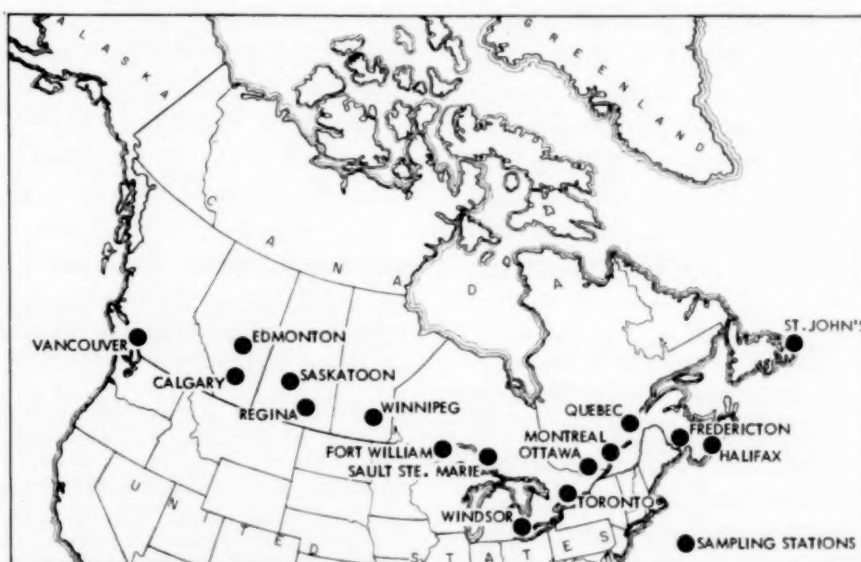 ALASKA
GREENLAND
CANADA
ST. JOHN'S
VANCOUVER
EDMONTON
CALGARY
SASKATOON
REGINA
WINNIPEG
QUEBEC
FREDERICTON
MONTREAL
OTTAWA
HALIFAX
FORT WILLIAM
SAULT STE. MARIE
TORONTO
WINDSOR
UNITED STATES
SAMPLING STATIONS